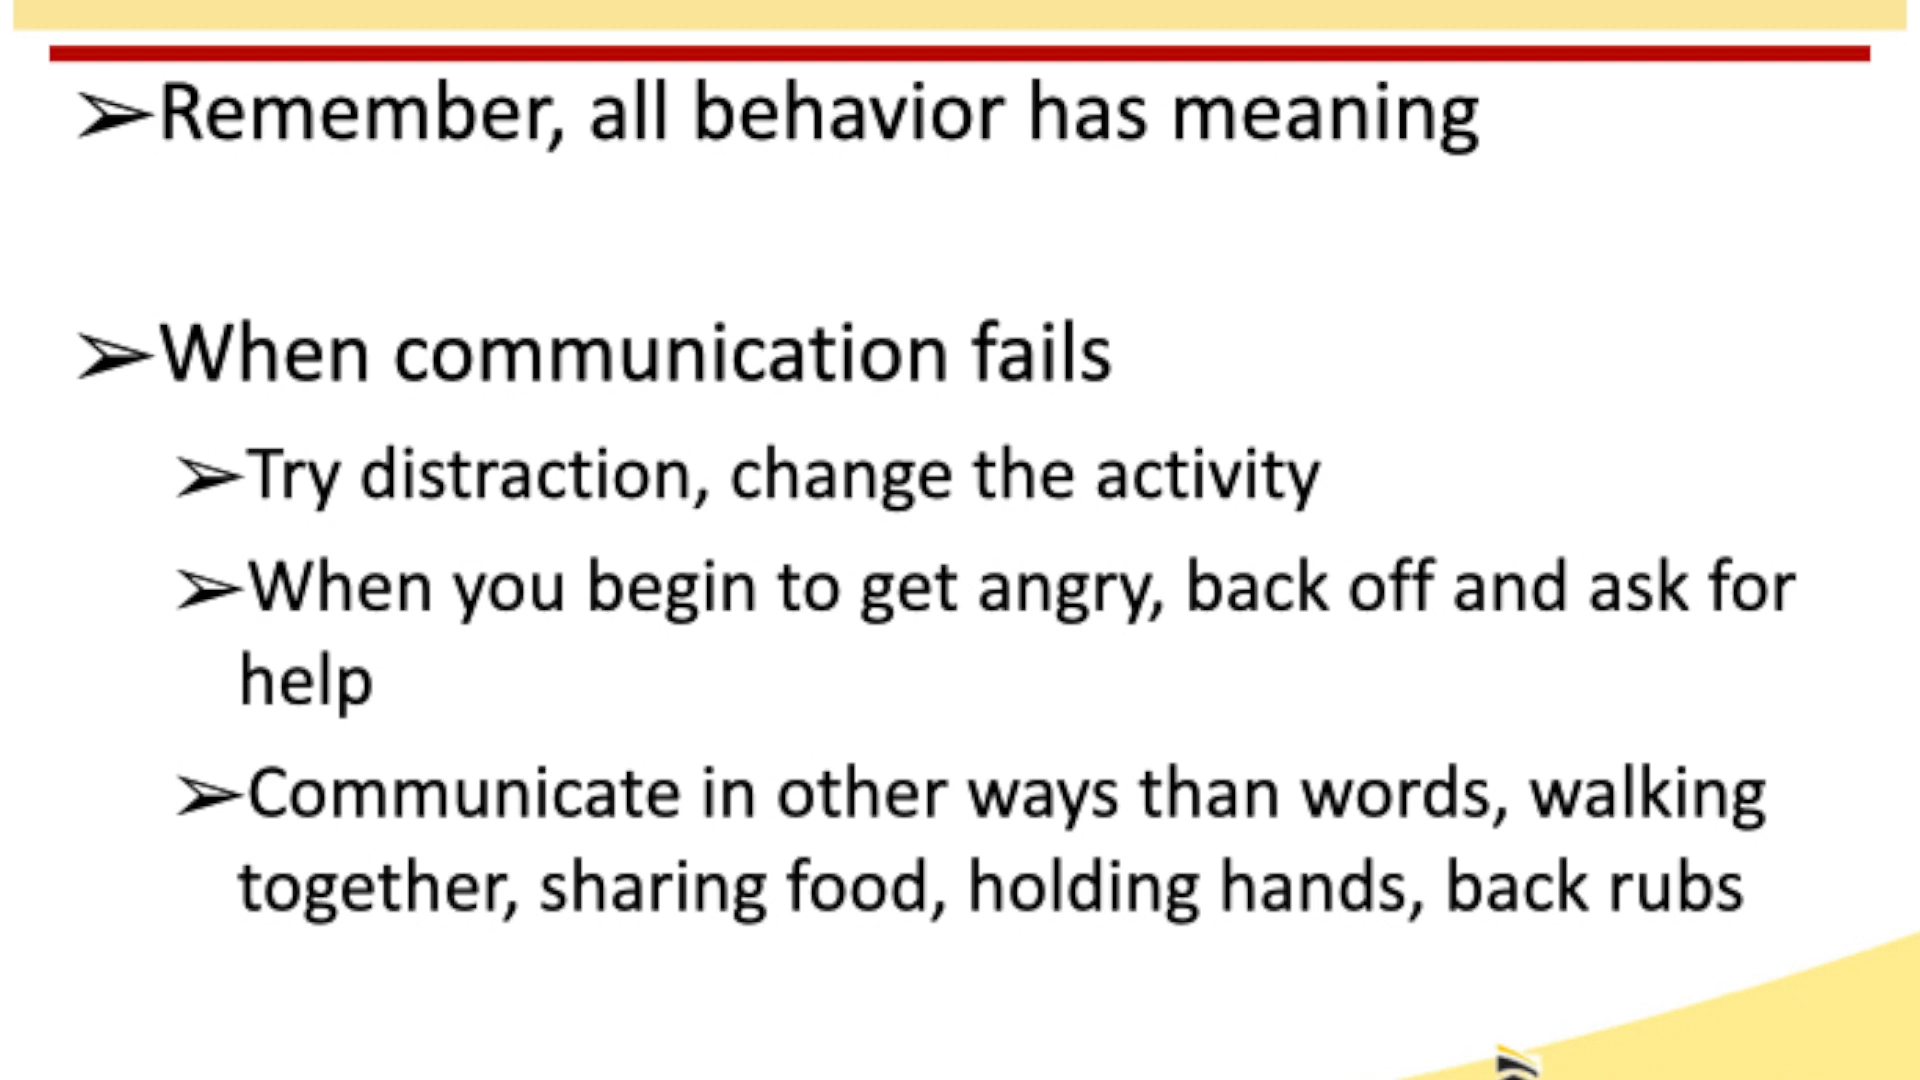 ➢Remember, all behavior has meaning
➢When communication fails
➢Try distraction, change the activity
➢When you begin to get angry, back off and ask for
help
➢Communicate in other ways than words, walking
together, sharing food, holding hands, back rubs